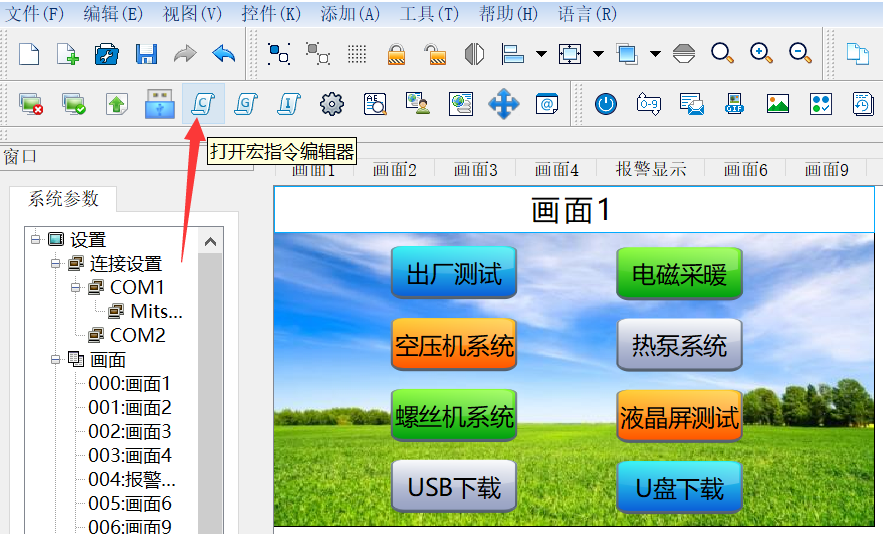 文件(F) 编辑(E) 视图(V) 控件(K) 添加(A) 工具(T) 帮助(H) 语言(R)
C G I AE 0-9 GIF
打开宏指令编辑器
窗口
画面1 画面2 画面3 画面4 报警显示 画面6 画面9
系统参数
设置
连接设置
COM1
Mits...
COM2
画面
000:画面1
001:画面2
002:画面3
003:画面4
004:报警...
005:画面6
006:画面9
画面1
出厂测试 电磁采暖
空压机系统 热泵系统
螺丝机系统 液晶屏测试
USB下载 U盘下载